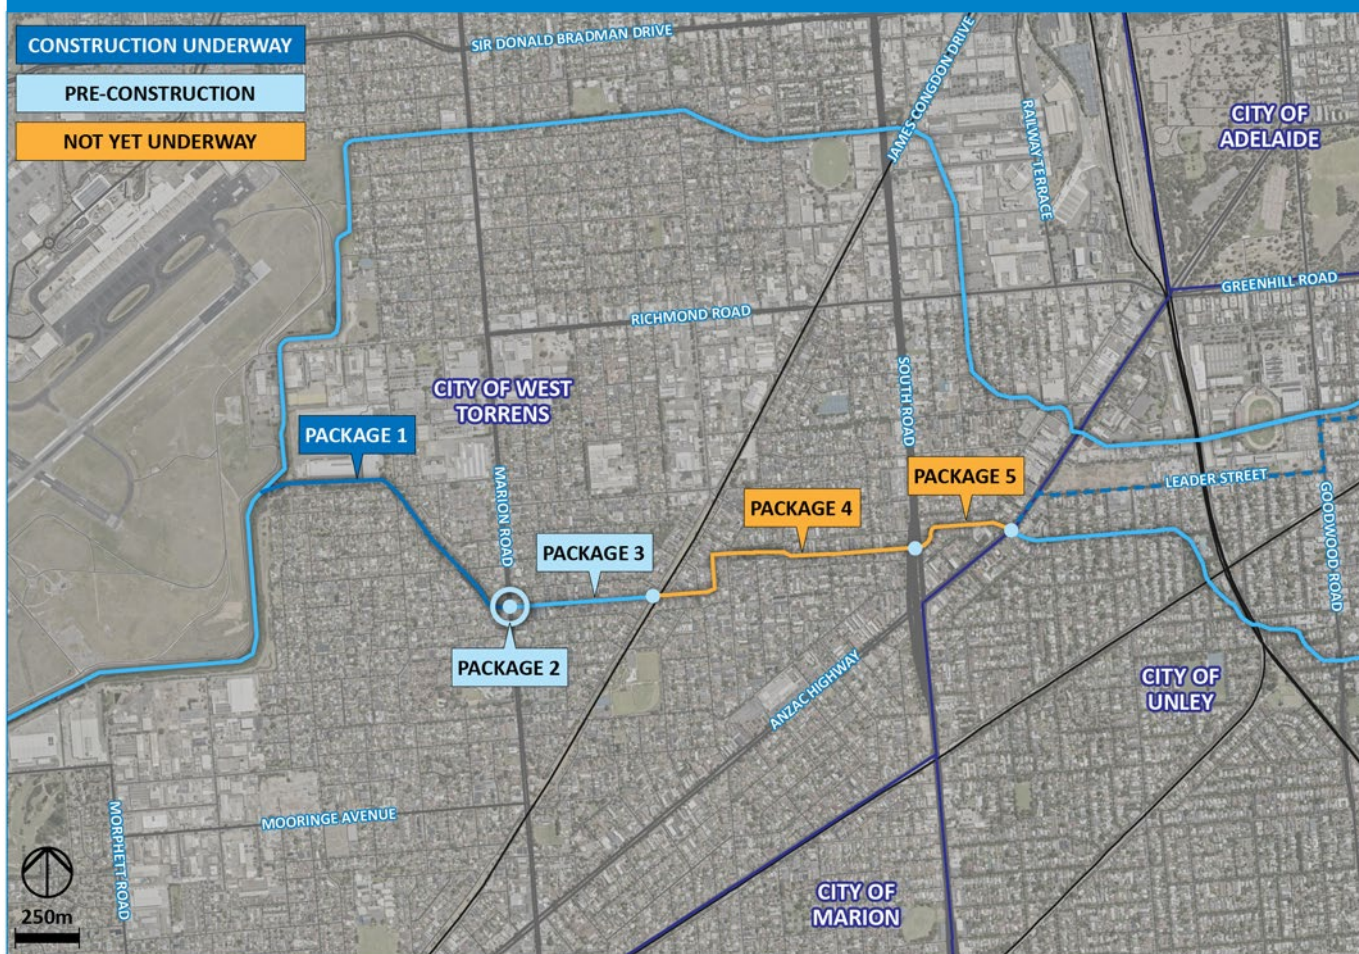 CONSTRUCTION UNDERWAY
PRE-CONSTRUCTION
NOT YET UNDERWAY
SIR DONALD BRADMAN DRIVE
JAMES CONGDON DRIVE
RAILWAY TERRACE
CITY OF
ADELAIDE
GREENHILL ROAD
RICHMOND ROAD
CITY OF WEST
TORRENS
SOUTH ROAD
PACKAGE 1
MARION ROAD
PACKAGE 5
LEADER STREET
GOODWOOD ROAD
PACKAGE 4
PACKAGE 3
PACKAGE 2
ANZAC HIGHWAY
CITY OF
UNLEY
MORPHETT ROAD
MOORINGE AVENUE
CITY OF
MARION
250m